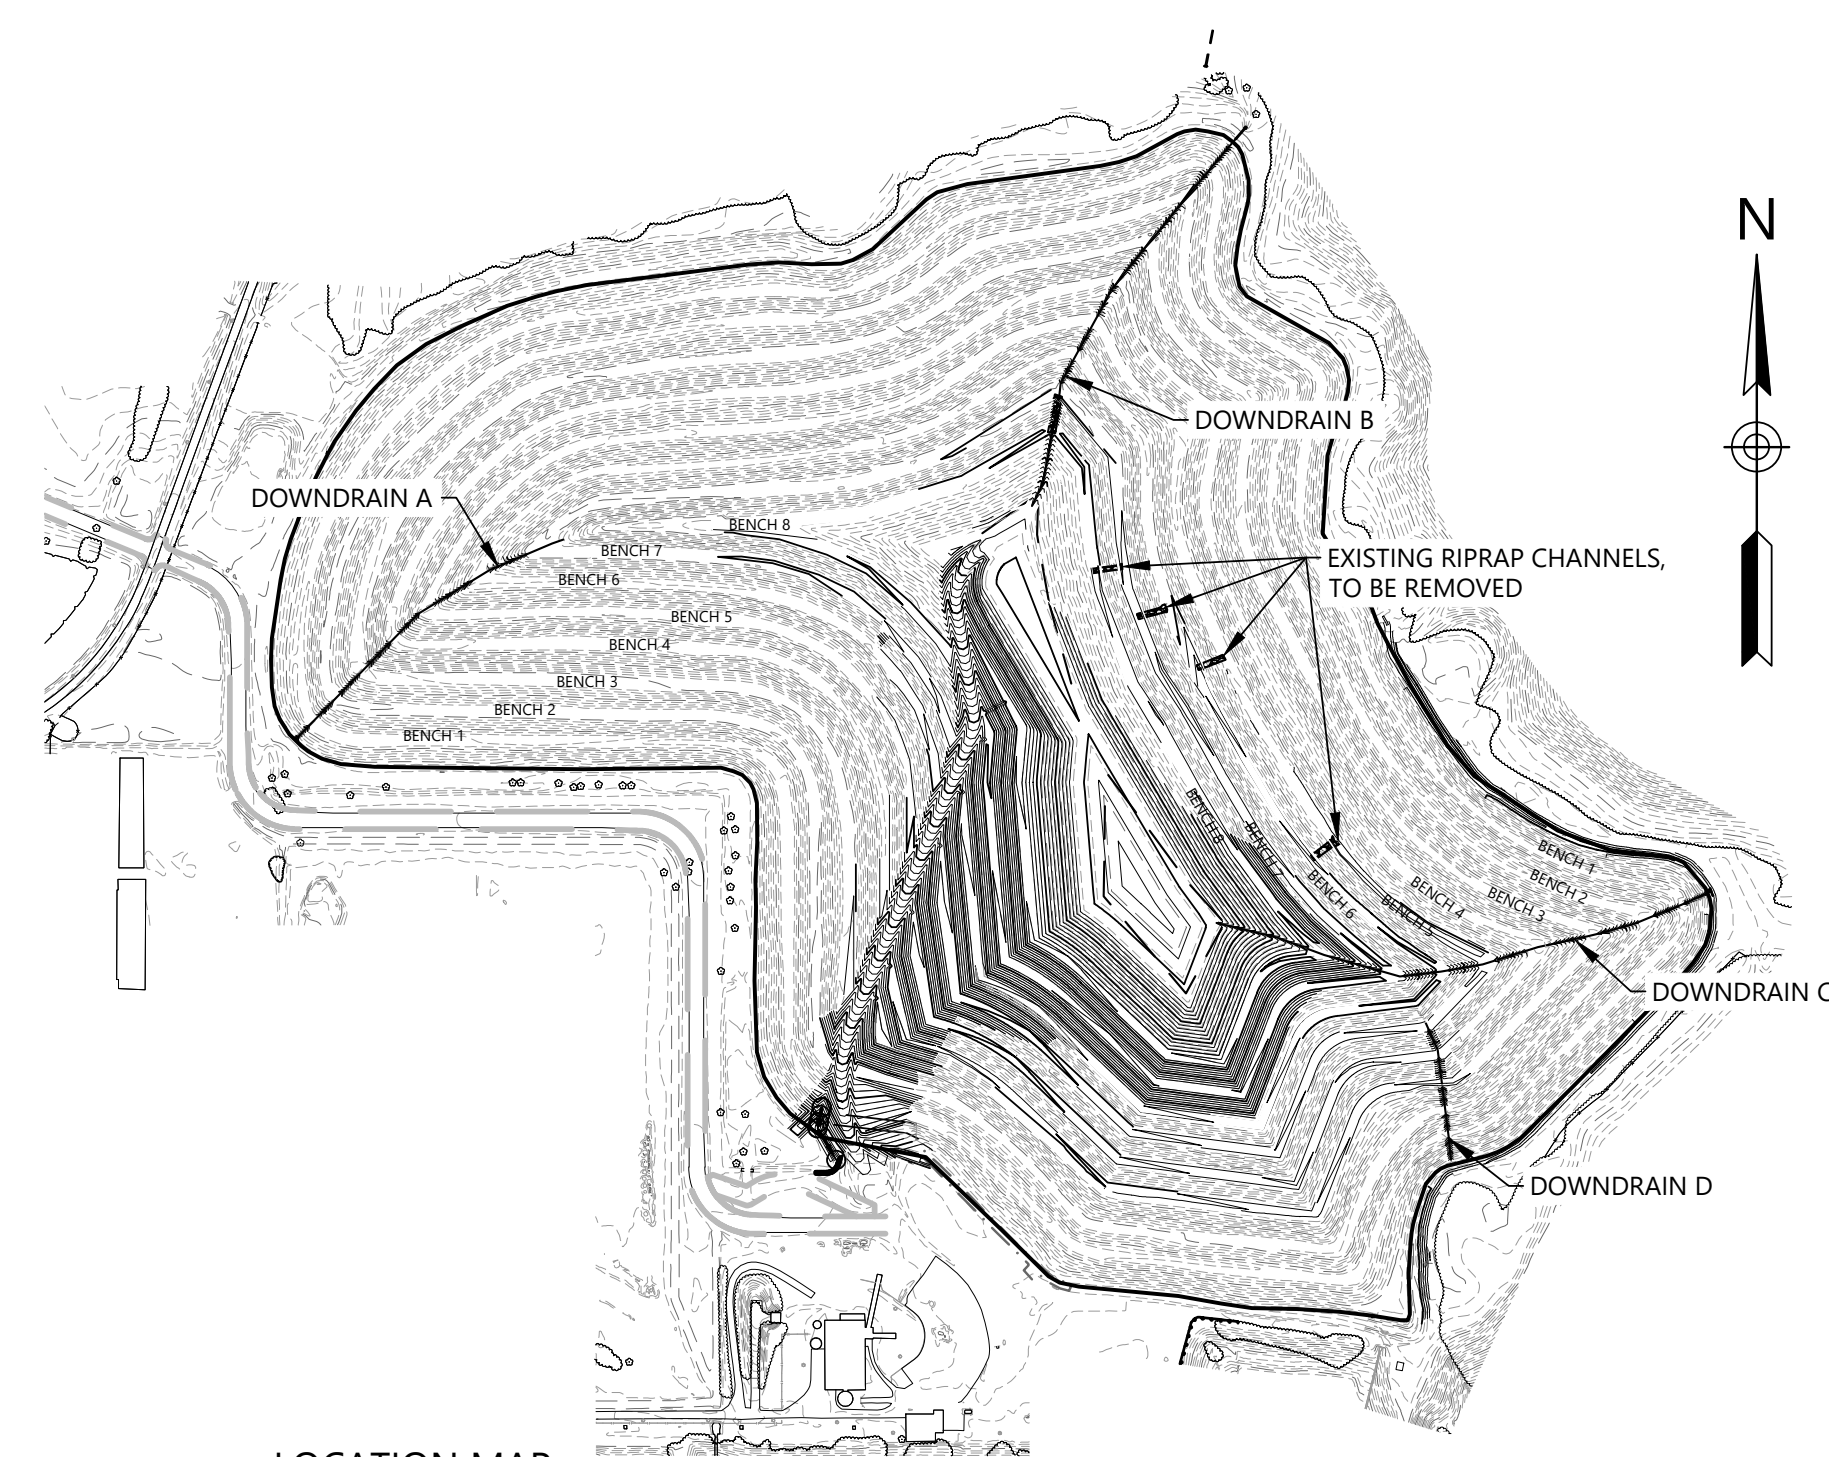 N
DOWNDRAIN B
DOWNDRAIN A
BENCH 8
BENCH 7
BENCH 6
BENCH 5
BENCH 4
BENCH 3
BENCH 2
BENCH 1
EXISTING RIPRAP CHANNELS,
TO BE REMOVED
BENCH 8
BENCH 7
BENCH 6
BENCH 5
BENCH 4
BENCH 3
BENCH 2
BENCH 1
DOWNDRAIN C
DOWNDRAIN D
LOCATION MAP